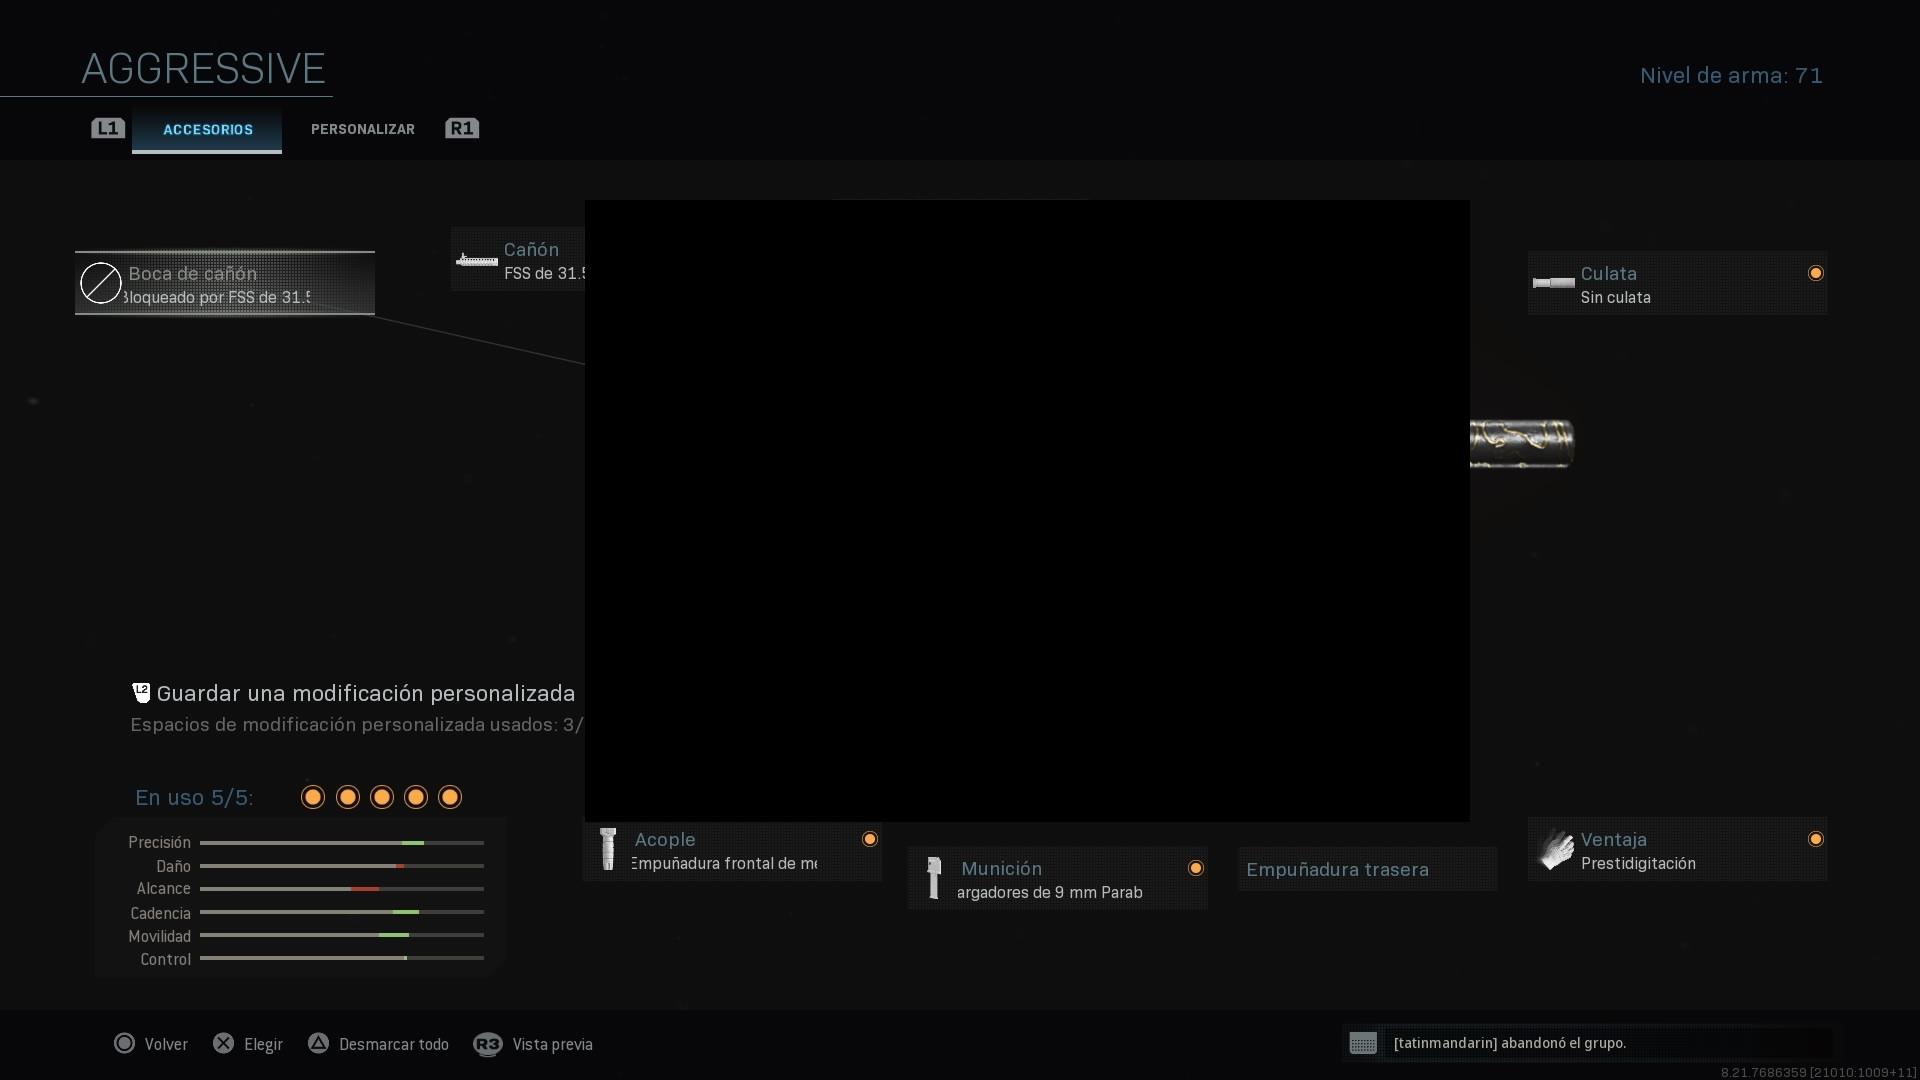 AGGRESSIVE
Nivel de arma: 71
L1 ACCESORIOS PERSONALIZAR R1
Cañón
FSS de 31.5
Boca de cañón
Bloqueado por FSS de 31.5
Culata
Sin culata
L2 Guardar una modificación personalizada
Espacios de modificación personalizada usados: 3/
En uso 5/5:
Precisión
Daño
Alcance
Cadencia
Movilidad
Control
Acople
Empuñadura frontal de me
Munición
argadores de 9 mm Parab
Empuñadura trasera
Ventaja
Prestidigitación
Volver Elegir Desmarcar todo R3 Vista previa
[tatinmandarin] abandonó el grupo.
8.21.7686359 [21010:1009+11]